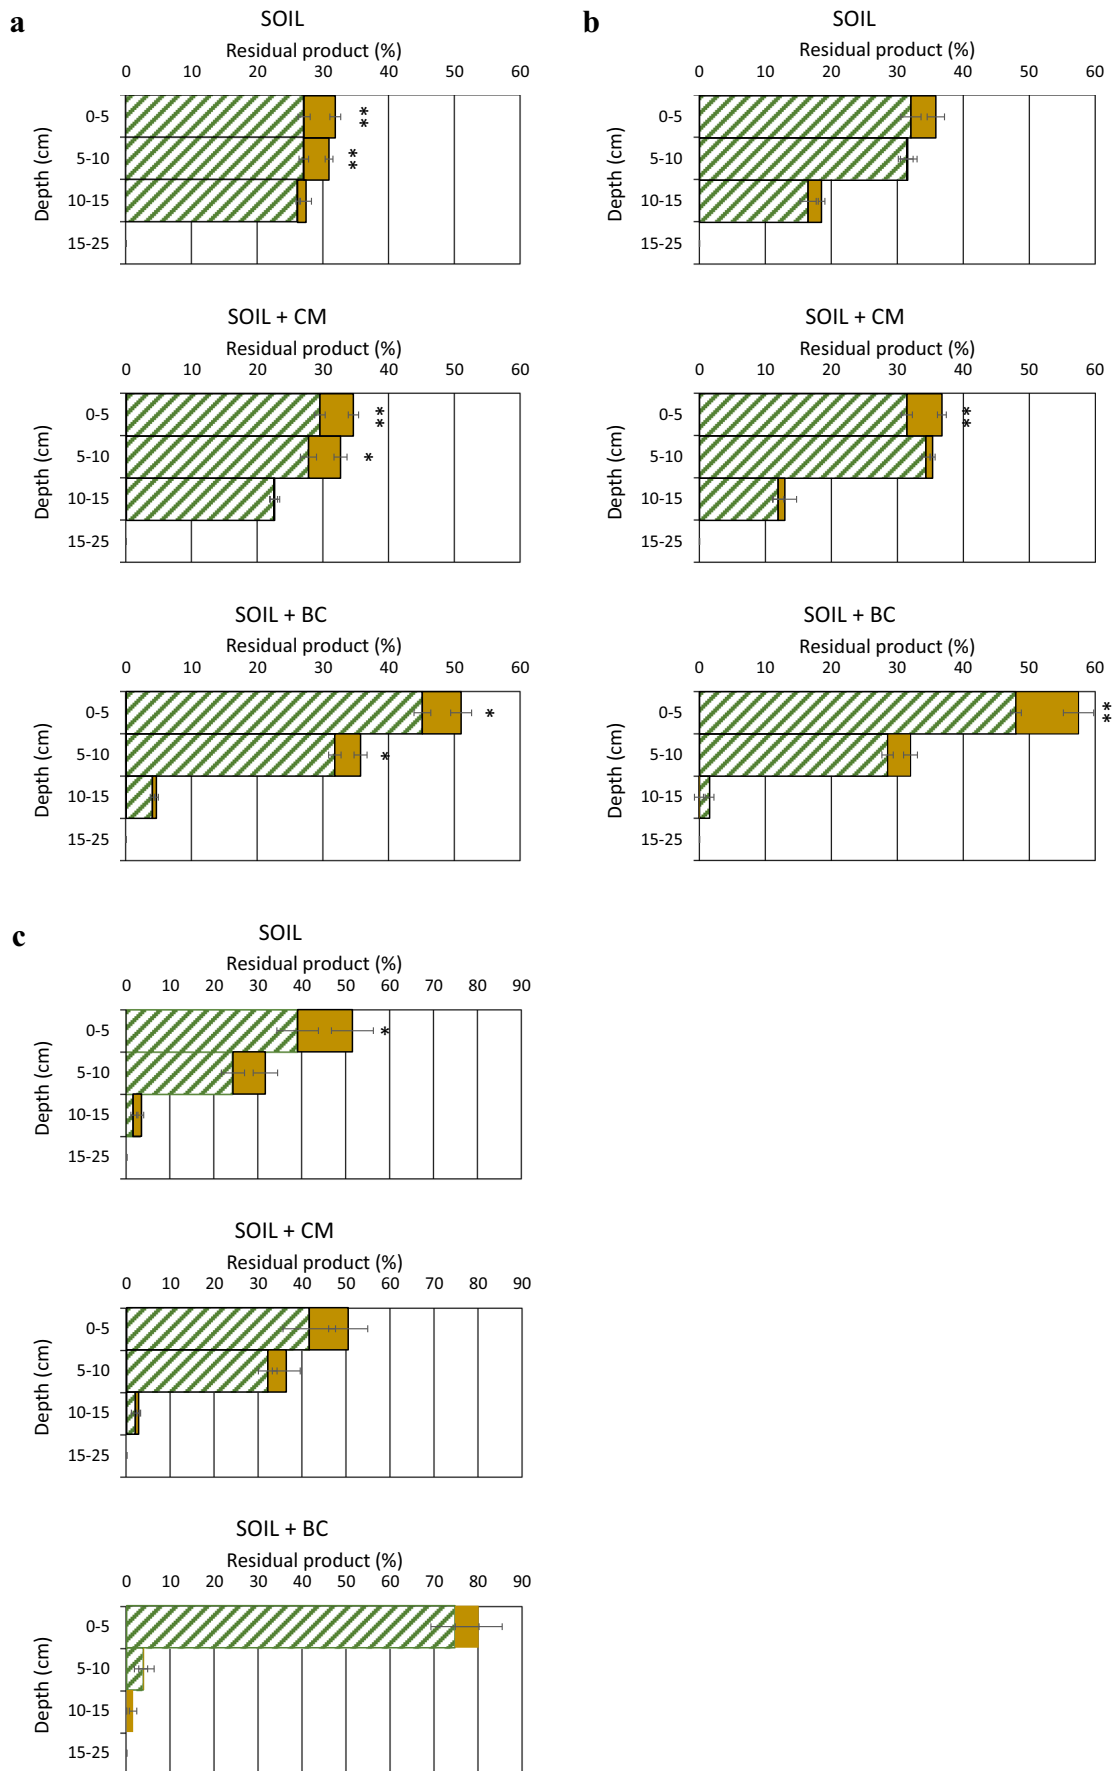 a
SOIL
Residual product (%)
0 10 20 30 40 50 60
Depth (cm)
0-5 **
5-10 **
10-15
15-25
SOIL + CM
Residual product (%)
0 10 20 30 40 50 60
Depth (cm)
0-5 **
5-10 *
10-15
15-25
SOIL + BC
Residual product (%)
0 10 20 30 40 50 60
Depth (cm)
0-5 *
5-10 *
10-15
15-25
b
SOIL
Residual product (%)
0 10 20 30 40 50 60
Depth (cm)
0-5
5-10
10-15
15-25
SOIL + CM
Residual product (%)
0 10 20 30 40 50 60
Depth (cm)
0-5 **
5-10
10-15
15-25
SOIL + BC
Residual product (%)
0 10 20 30 40 50 60
Depth (cm)
0-5 **
5-10
10-15
15-25
c
SOIL
Residual product (%)
0 10 20 30 40 50 60 70 80 90
Depth (cm)
0-5 *
5-10
10-15
15-25
SOIL + CM
Residual product (%)
0 10 20 30 40 50 60 70 80 90
Depth (cm)
0-5
5-10
10-15
15-25
SOIL + BC
Residual product (%)
0 10 20 30 40 50 60 70 80 90
Depth (cm)
0-5
5-10
10-15
15-25